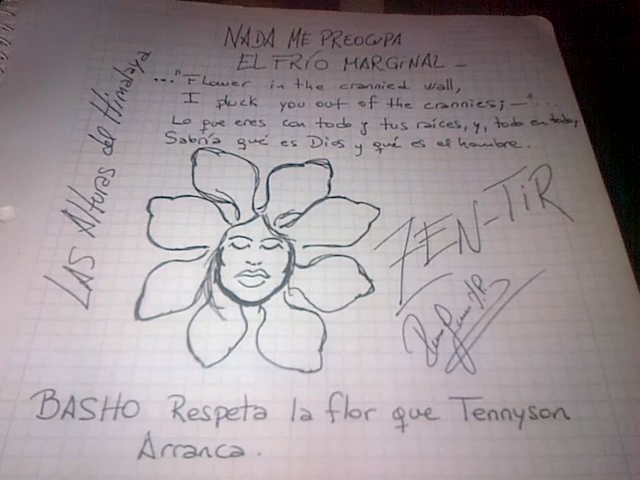 NADA ME PREOCUPA
EL FRÍO MARGINAL -
..."Flower in the crannied wall,
I pluck you out of the crannies; -"...
Lo que eres con todo y tus raíces, y, todo en todo,
Sabría qué es Dios y qué es el hombre.
LAS Alturas del Himalaya
ZEN-TIR
BASHO Respeta la flor que Tennyson
Arranca.